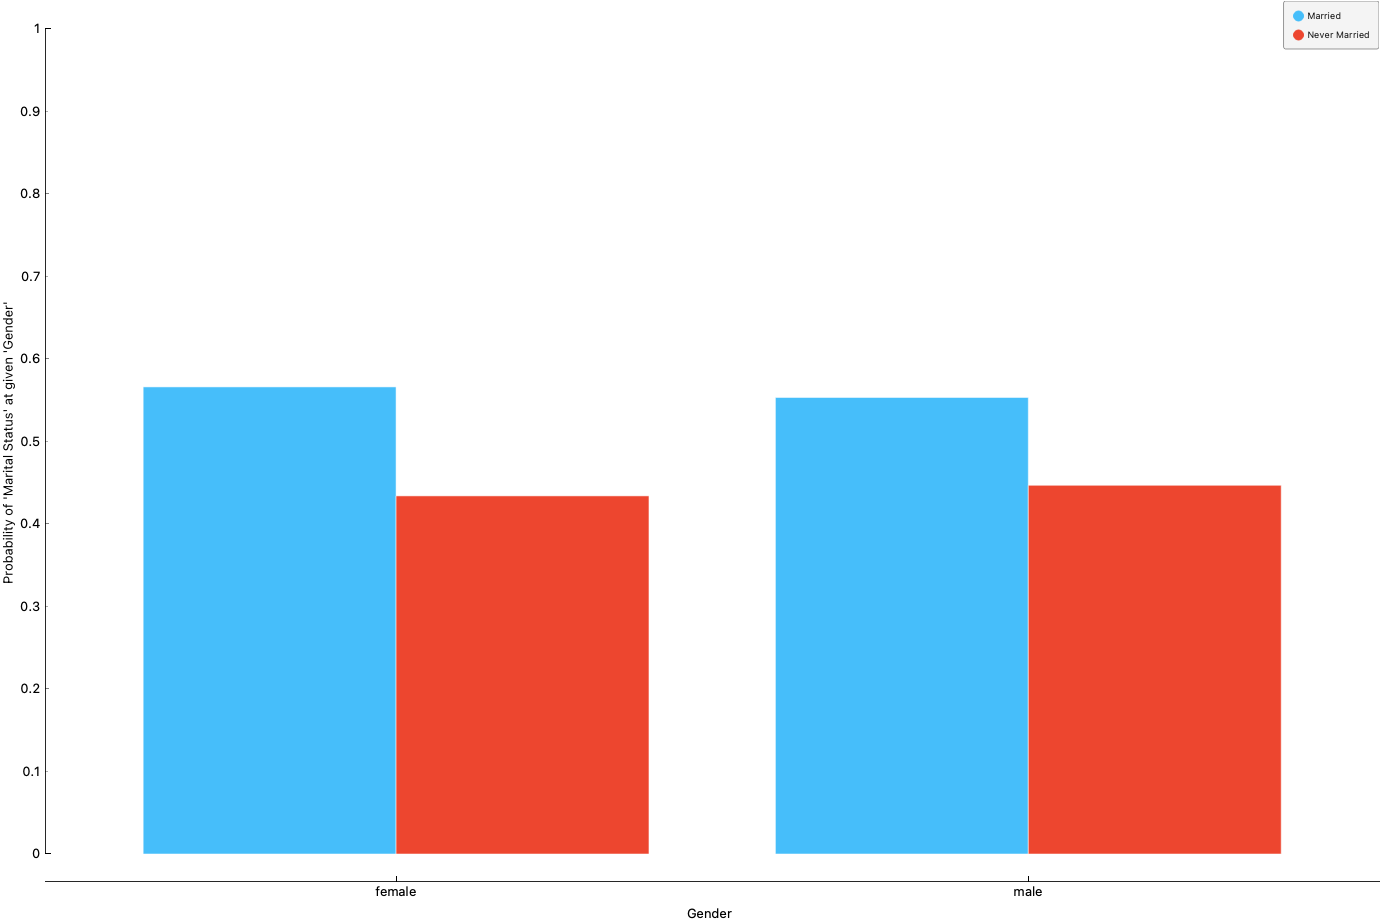 Married
Never Married
1
0.9
0.8
0.7
0.6
0.5
0.4
0.3
0.2
0.1
0
Probability of 'Marital Status' at given 'Gender'
female
male
Gender